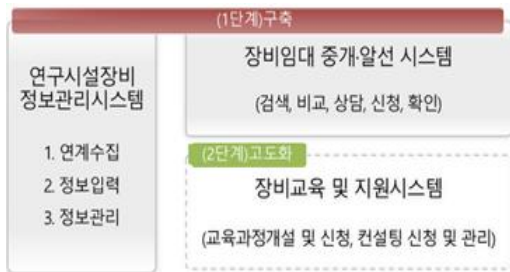 (1단계)구축
연구시설장비
정보관리시스템
1. 연계수집
2. 정보입력
3. 정보관리
장비임대 중개·알선 시스템
(검색, 비교, 상담, 신청, 확인)
(2단계)고도화
장비교육 및 지원시스템
(교육과정개설 및 신청, 컨설팅 신청 및 관리)